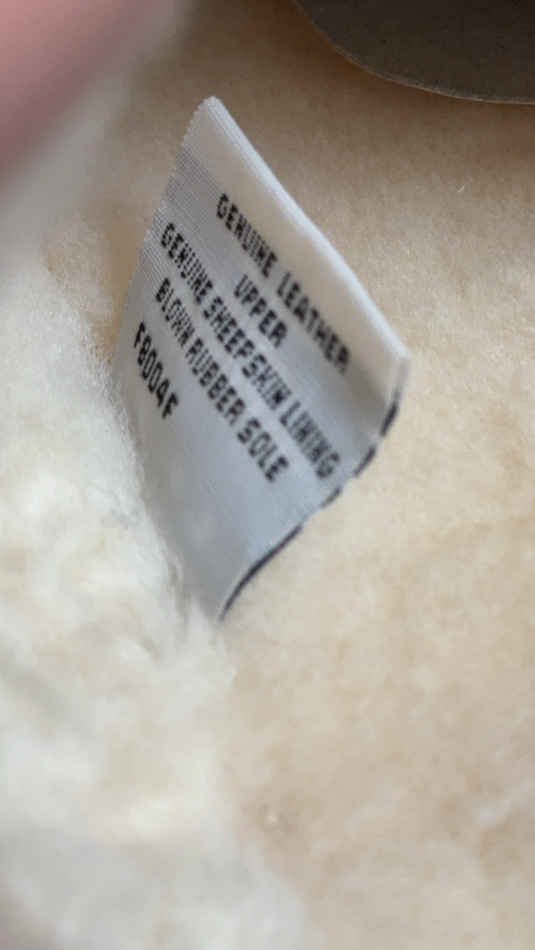 GENUINE LEATHER
UPPER
GENUINE SHEEPSKIN LINING
BLOWN RUBBER SOLE
F8004F